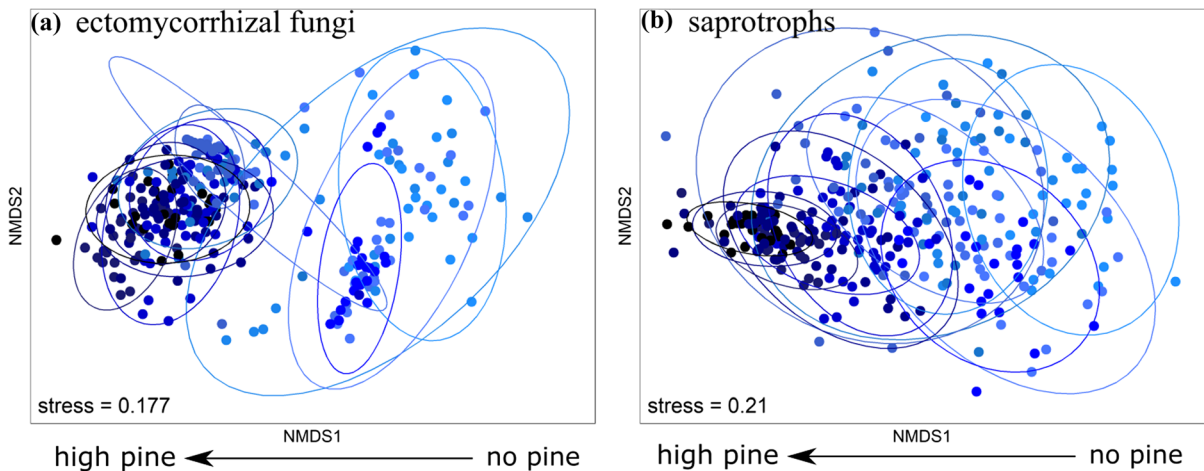 (a) ectomycorrhizal fungi
NMDS2
stress = 0.177
NMDS1
high pine no pine
(b) saprotrophs
NMDS2
stress = 0.21
NMDS1
high pine no pine